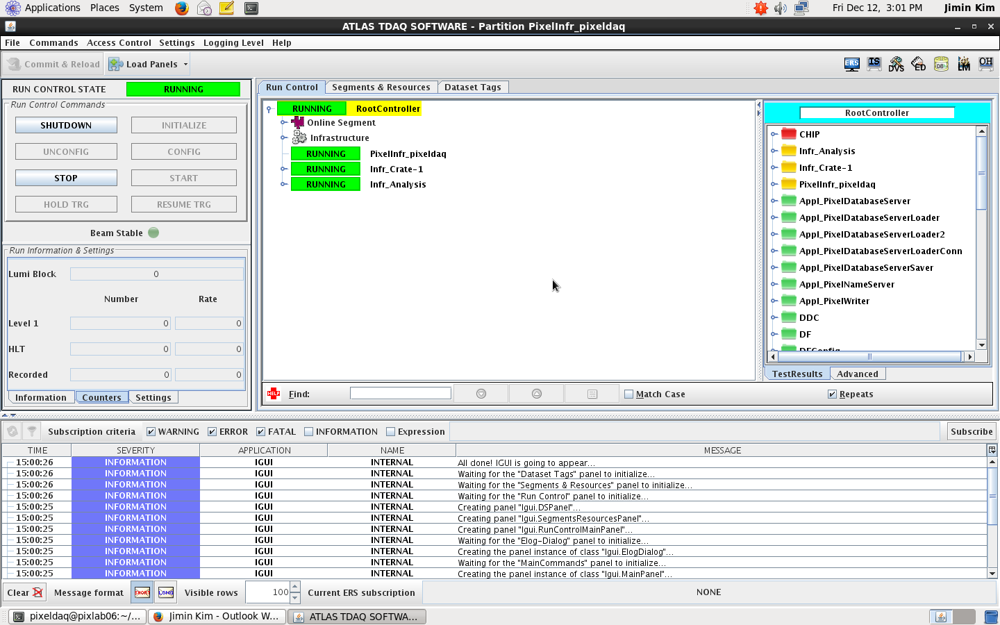 Applications Places System Fri Dec 12, 3:01 PM Jimin Kim
ATLAS TDAQ SOFTWARE - Partition PixelInfr_pixeldaq
File Commands Access Control Settings Logging Level Help
Commit & Reload Load Panels ERS IS DVS ED DB LM OH
RUN CONTROL STATE RUNNING
Run Control Commands
SHUTDOWN INITIALIZE
UNCONFIG CONFIG
STOP START
HOLD TRG RESUME TRG
Beam Stable
Run Information & Settings
Lumi Block 0
Number Rate
Level 1 0 0
HLT 0 0
Recorded 0 0
Information Counters Settings
Run Control Segments & Resources Dataset Tags
RUNNING RootController
Online Segment
Infrastructure
RUNNING PixelInfr_pixeldaq
RUNNING Infr_Crate-1
RUNNING Infr_Analysis
RootController
CHIP
Infr_Analysis
Infr_Crate-1
PixelInfr_pixeldaq
Appl_PixelDatabaseServer
Appl_PixelDatabaseServerLoader
Appl_PixelDatabaseServerLoader2
Appl_PixelDatabaseServerLoaderConn
Appl_PixelDatabaseServerSaver
Appl_PixelNameServer
Appl_PixelWriter
DDC
DF
DFConfig
TestResults Advanced
HELP Find: Match Case Repeats
Subscription criteria WARNING ERROR FATAL INFORMATION Expression Subscribe
TIME SEVERITY APPLICATION NAME MESSAGE
15:00:26 INFORMATION IGUI INTERNAL All done! IGUI is going to appear...
15:00:26 INFORMATION IGUI INTERNAL Waiting for the "Dataset Tags" panel to initialize...
15:00:26 INFORMATION IGUI INTERNAL Waiting for the "Segments & Resources" panel to initialize...
15:00:26 INFORMATION IGUI INTERNAL Waiting for the "Run Control" panel to initialize...
15:00:25 INFORMATION IGUI INTERNAL Creating panel "Igui.DSPanel"...
15:00:25 INFORMATION IGUI INTERNAL Creating panel "Igui.SegmentsResourcesPanel"...
15:00:25 INFORMATION IGUI INTERNAL Creating panel "Igui.RunControlMainPanel"...
15:00:25 INFORMATION IGUI INTERNAL Waiting for the "Elog-Dialog" panel to initialize...
15:00:25 INFORMATION IGUI INTERNAL Creating the panel instance of class "Igui.ElogDialog"...
15:00:25 INFORMATION IGUI INTERNAL Waiting for the "MainCommands" panel to initialize...
15:00:25 INFORMATION IGUI INTERNAL Creating the panel instance of class "Igui.MainPanel"...
Clear Message format SHORT LONG Visible rows 100 Current ERS subscription NONE
pixeldaq@pixlab06:~/... Jimin Kim - Outlook W... ATLAS TDAQ SOFTWA...